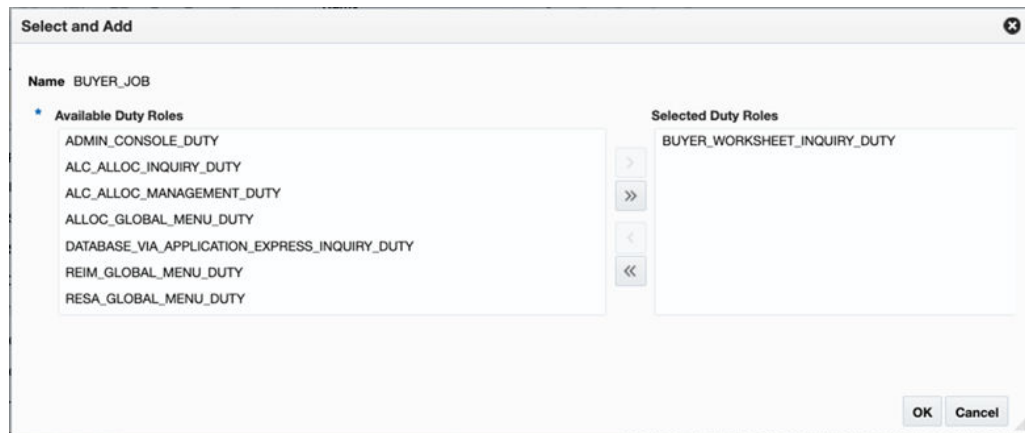 Select and Add
Name BUYER_JOB
* Available Duty Roles
Selected Duty Roles
ADMIN_CONSOLE_DUTY
ALC_ALLOC_INQUIRY_DUTY
ALC_ALLOC_MANAGEMENT_DUTY
ALLOC_GLOBAL_MENU_DUTY
DATABASE_VIA_APPLICATION_EXPRESS_INQUIRY_DUTY
REIM_GLOBAL_MENU_DUTY
RESA_GLOBAL_MENU_DUTY
BUYER_WORKSHEET_INQUIRY_DUTY
OK
Cancel